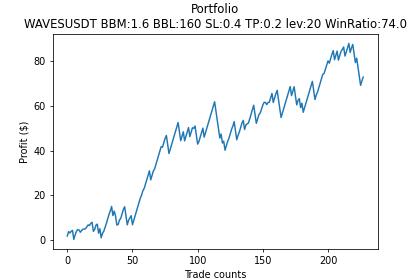 Portfolio
WAVESUSDT BBM:1.6 BBL:160 SL:0.4 TP:0.2 lev:20 WinRatio:74.0
80
60
40
20
0
Profit ($)
0 50 100 150 200
Trade counts